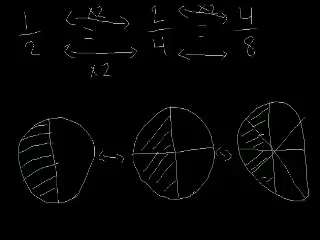 x2 x2
1/2 = 2/4 = 4/8
x2